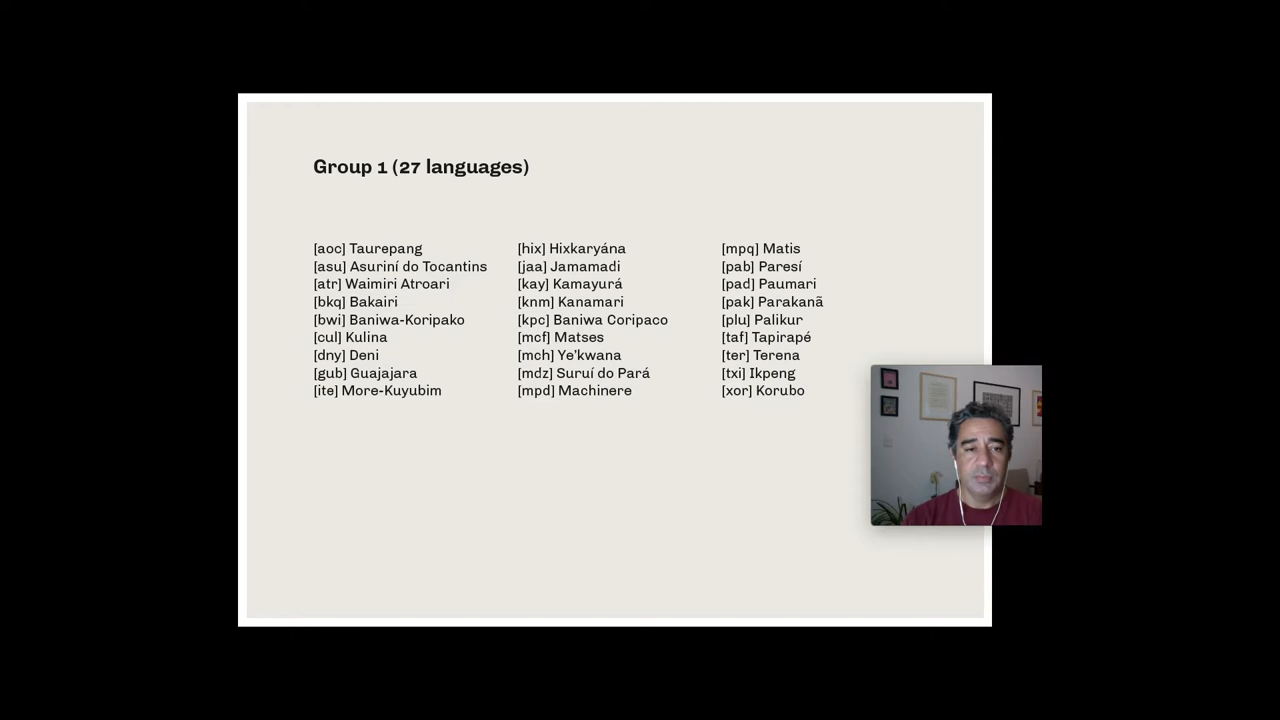 Group 1 (27 languages)
[aoc] Taurepang
[asu] Asuriní do Tocantins
[atr] Waimiri Atroari
[bkq] Bakairi
[bwi] Baniwa-Koripako
[cul] Kulina
[dny] Deni
[gub] Guajajara
[ite] More-Kuyubim
[hix] Hixkaryána
[jaa] Jamamadi
[kay] Kamayurá
[knm] Kanamari
[kpc] Baniwa Coripaco
[mcf] Matses
[mch] Ye’kwana
[mdz] Suruí do Pará
[mpd] Machinere
[mpq] Matis
[pab] Paresí
[pad] Paumari
[pak] Parakanã
[plu] Palikur
[taf] Tapirapé
[ter] Terena
[txi] Ikpeng
[xor] Korubo